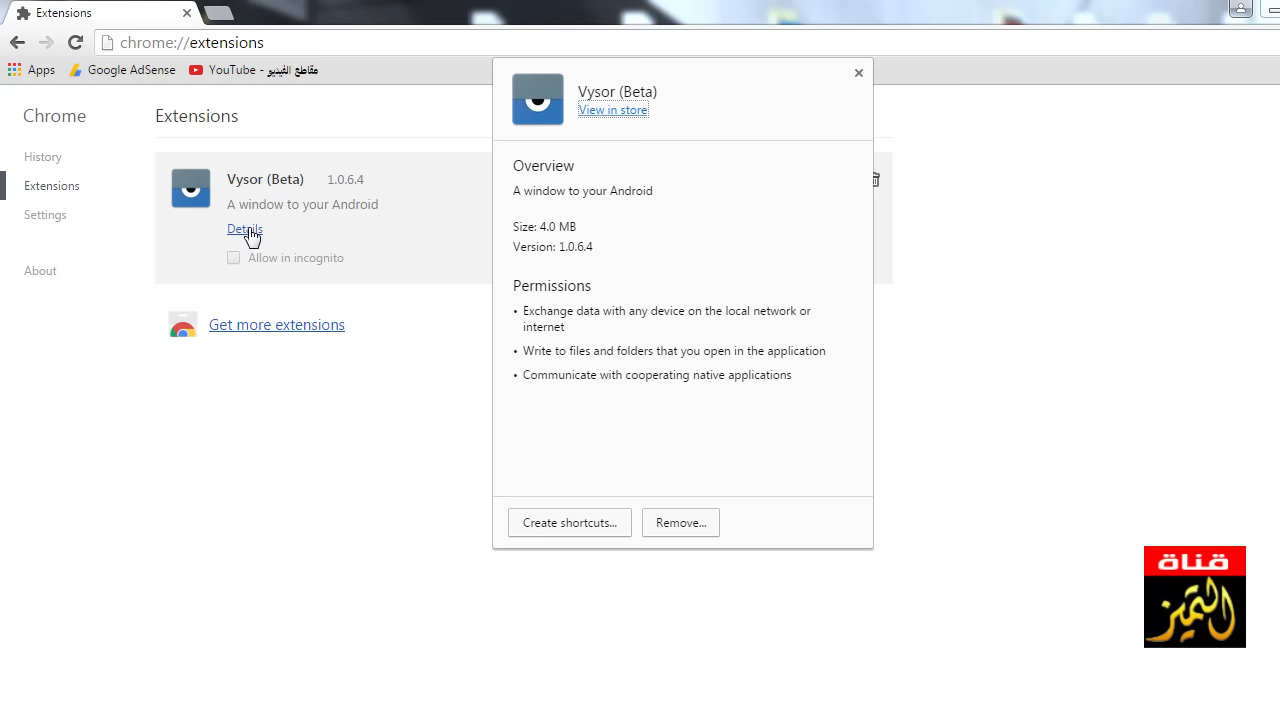 Extensions
chrome://extensions
Apps
Google AdSense
YouTube - مقاطع الفيديو
Chrome
History
Extensions
Settings
About
Extensions
Vysor (Beta) 1.0.6.4
A window to your Android
Details
Allow in incognito
Get more extensions
Vysor (Beta)
View in store
Overview
A window to your Android
Size: 4.0 MB
Version: 1.0.6.4
Permissions
• Exchange data with any device on the local network or
internet
• Write to files and folders that you open in the application
• Communicate with cooperating native applications
Create shortcuts...
Remove...
قناة
التميز